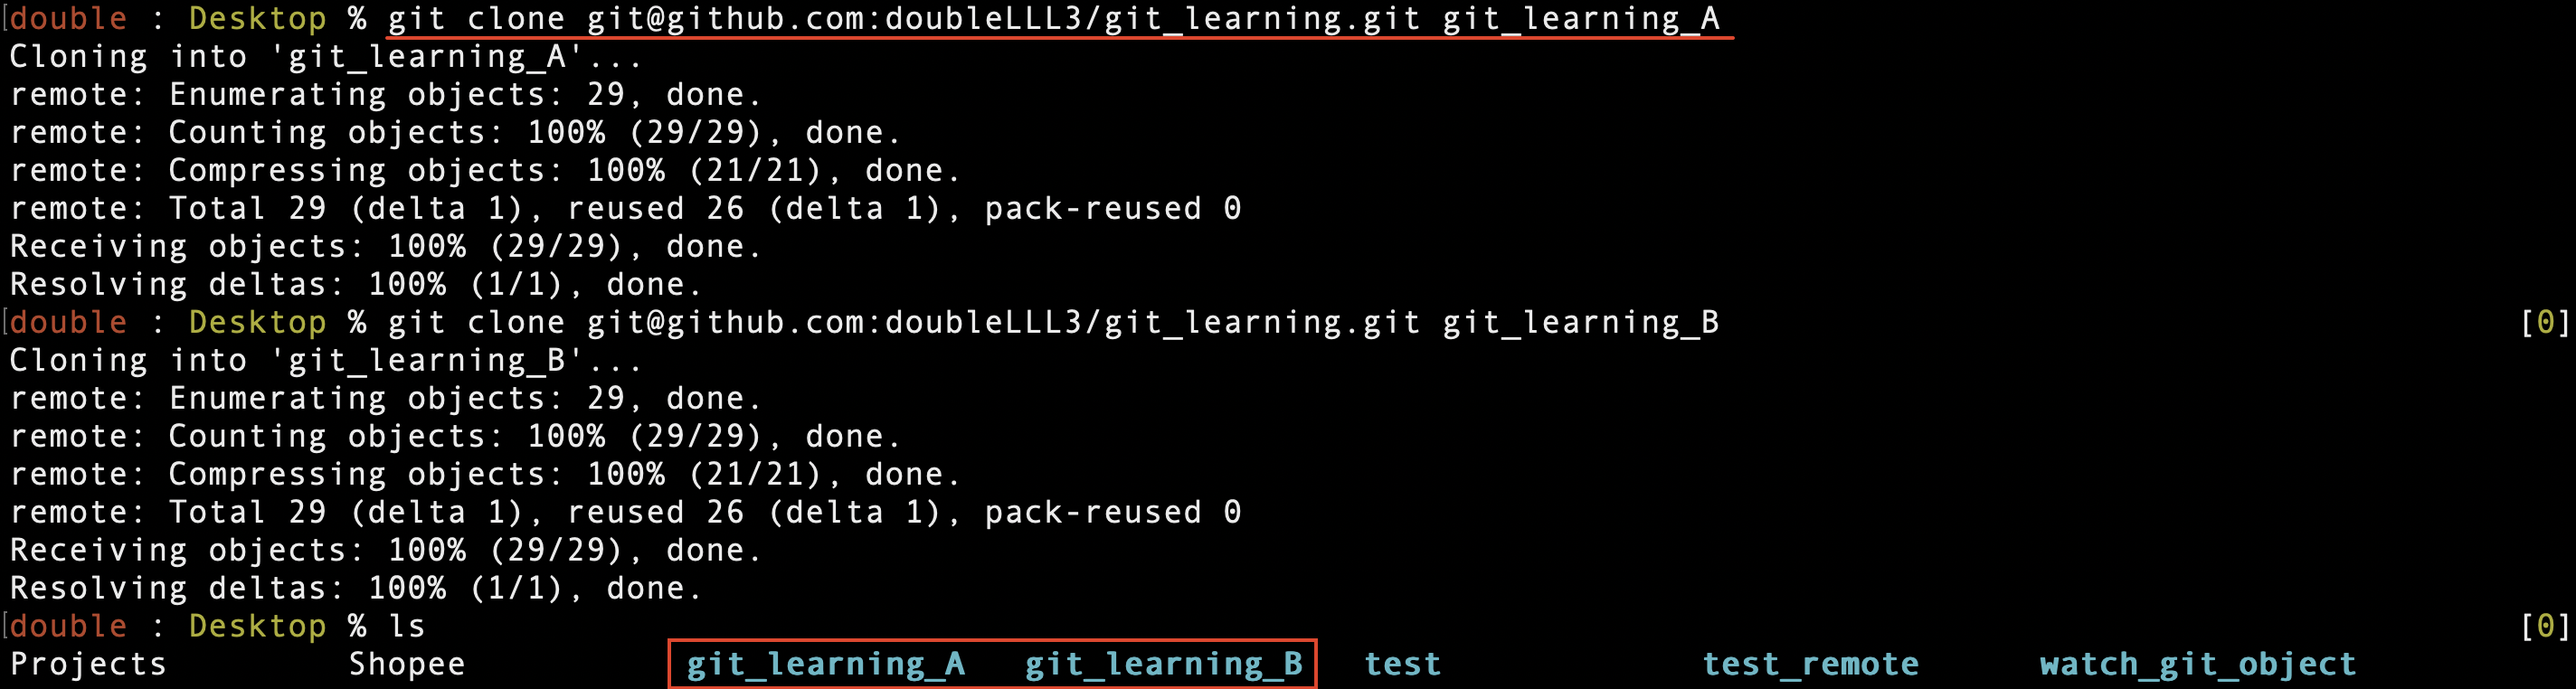 [double : Desktop % git clone git@github.com:doubleLLL3/git_learning.git git_learning_A
Cloning into 'git_learning_A'...
remote: Enumerating objects: 29, done.
remote: Counting objects: 100% (29/29), done.
remote: Compressing objects: 100% (21/21), done.
remote: Total 29 (delta 1), reused 26 (delta 1), pack-reused 0
Receiving objects: 100% (29/29), done.
Resolving deltas: 100% (1/1), done.
[double : Desktop % git clone git@github.com:doubleLLL3/git_learning.git git_learning_B [0]
Cloning into 'git_learning_B'...
remote: Enumerating objects: 29, done.
remote: Counting objects: 100% (29/29), done.
remote: Compressing objects: 100% (21/21), done.
remote: Total 29 (delta 1), reused 26 (delta 1), pack-reused 0
Receiving objects: 100% (29/29), done.
Resolving deltas: 100% (1/1), done.
[double : Desktop % ls [0]
Projects Shopee git_learning_A git_learning_B test test_remote watch_git_object